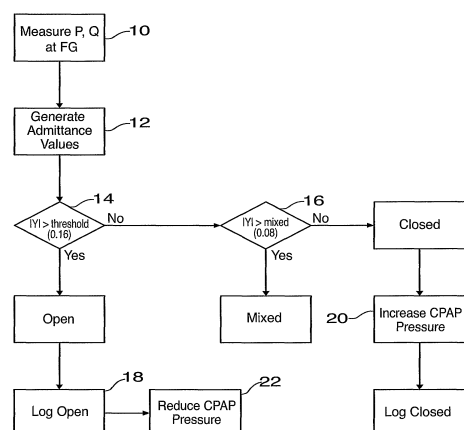 Measure P, Q
at FG
10
Generate
Admittance
Values
12
14
|Y| > threshold
(0.16)
No
Yes
16
|Y| > mixed
(0.08)
No
Yes
Closed
Open
Mixed
20
Increase CPAP
Pressure
18
Log Open
22
Reduce CPAP
Pressure
Log Closed